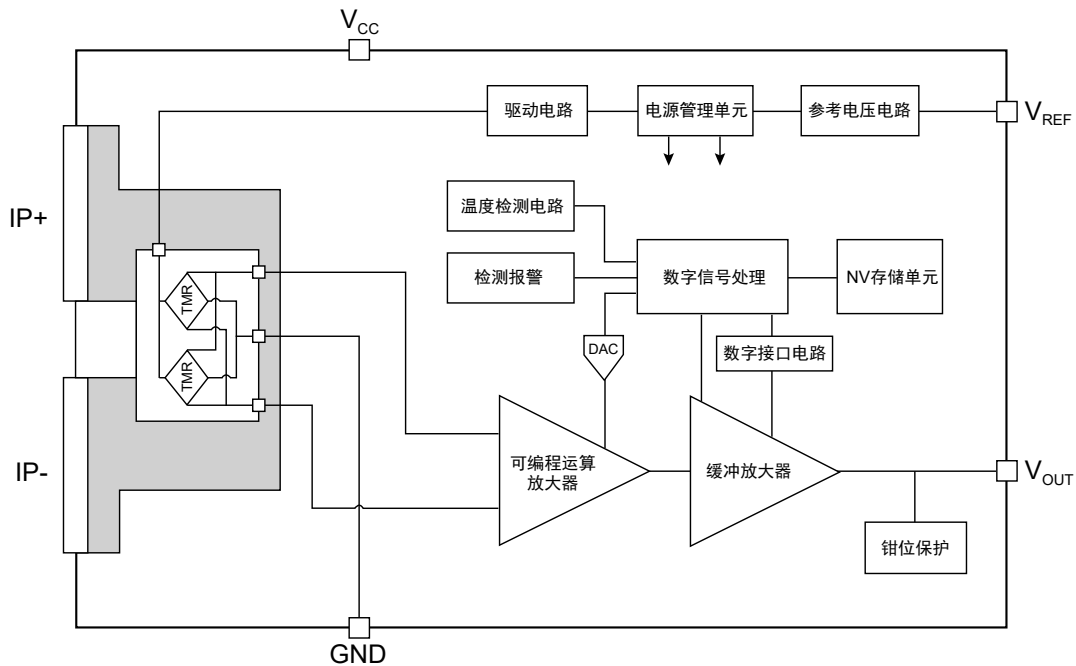 V_CC
驱动电路
电源管理单元
参考电压电路
V_REF
IP+
温度检测电路
检测报警
数字信号处理
NV存储单元
TMR
TMR
DAC
数字接口电路
IP-
可编程运算
放大器
缓冲放大器
V_OUT
钳位保护
GND